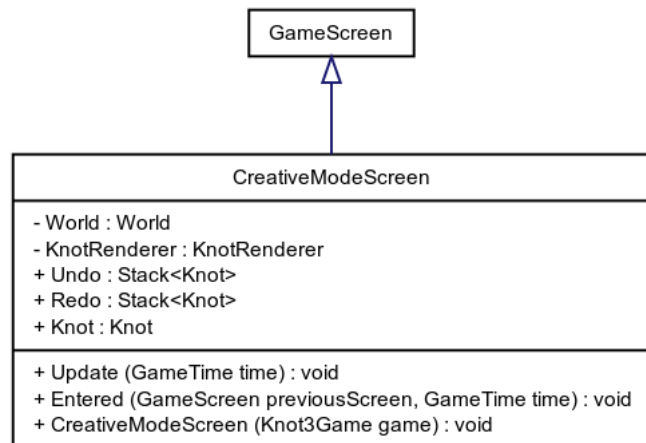 GameScreen
CreativeModeScreen
- World : World
- KnotRenderer : KnotRenderer
+ Undo : Stack<Knot>
+ Redo : Stack<Knot>
+ Knot : Knot
+ Update (GameTime time) : void
+ Entered (GameScreen previousScreen, GameTime time) : void
+ CreativeModeScreen (Knot3Game game) : void